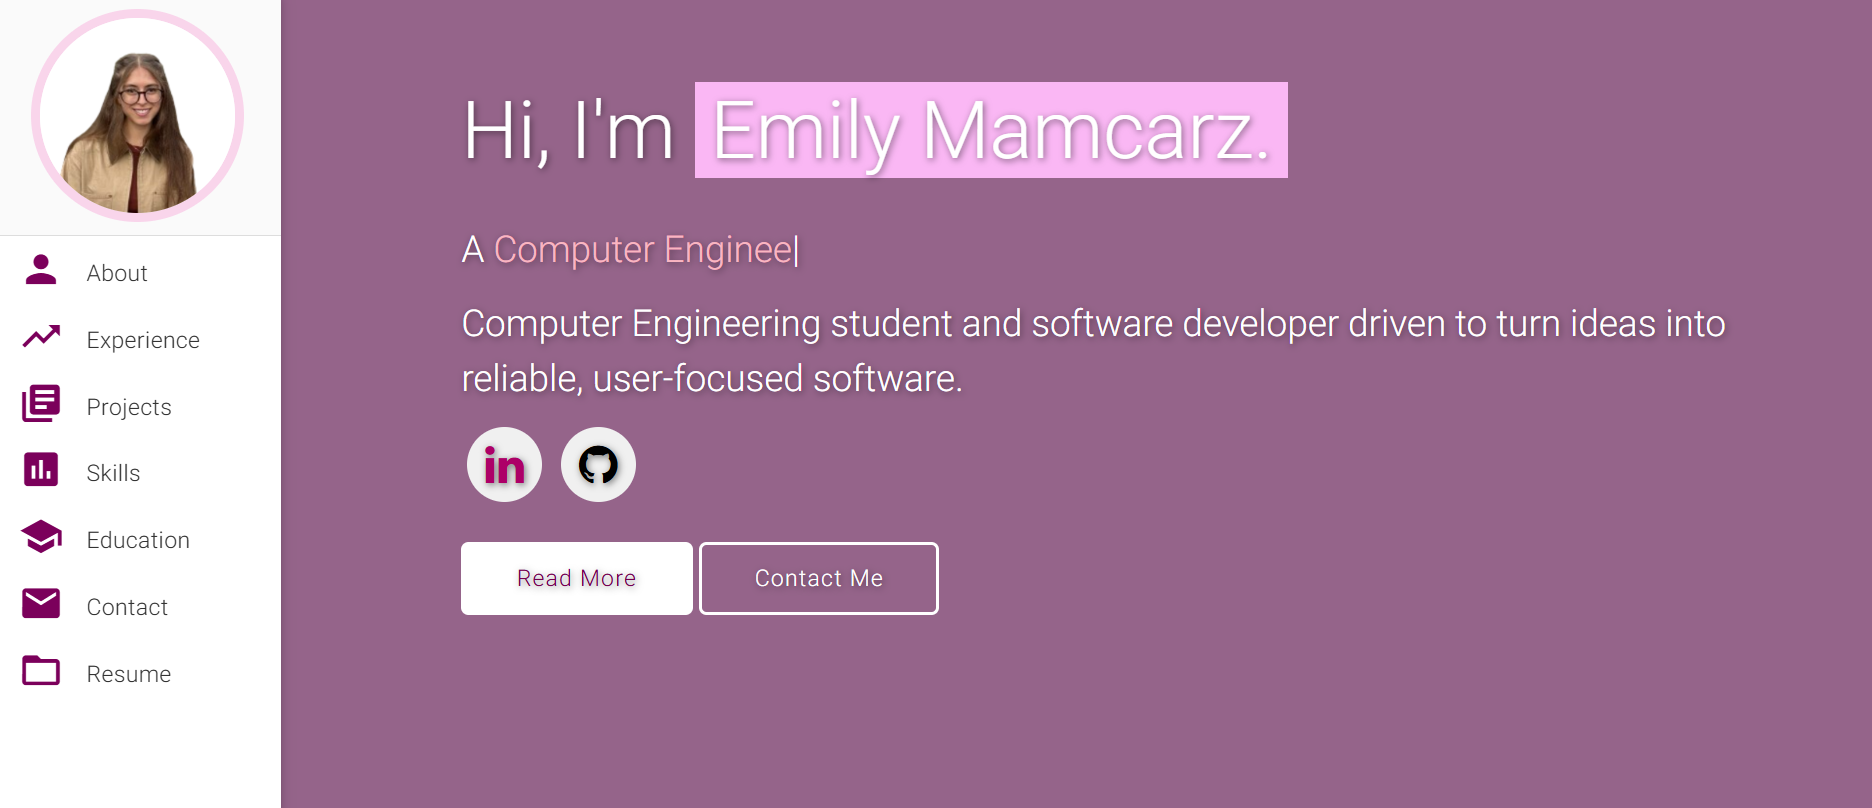 About
Experience
Projects
Skills
Education
Contact
Resume
Hi, I'm Emily Mamcarz.
A Computer Enginee|
Computer Engineering student and software developer driven to turn ideas into
reliable, user-focused software.
in
Read More
Contact Me